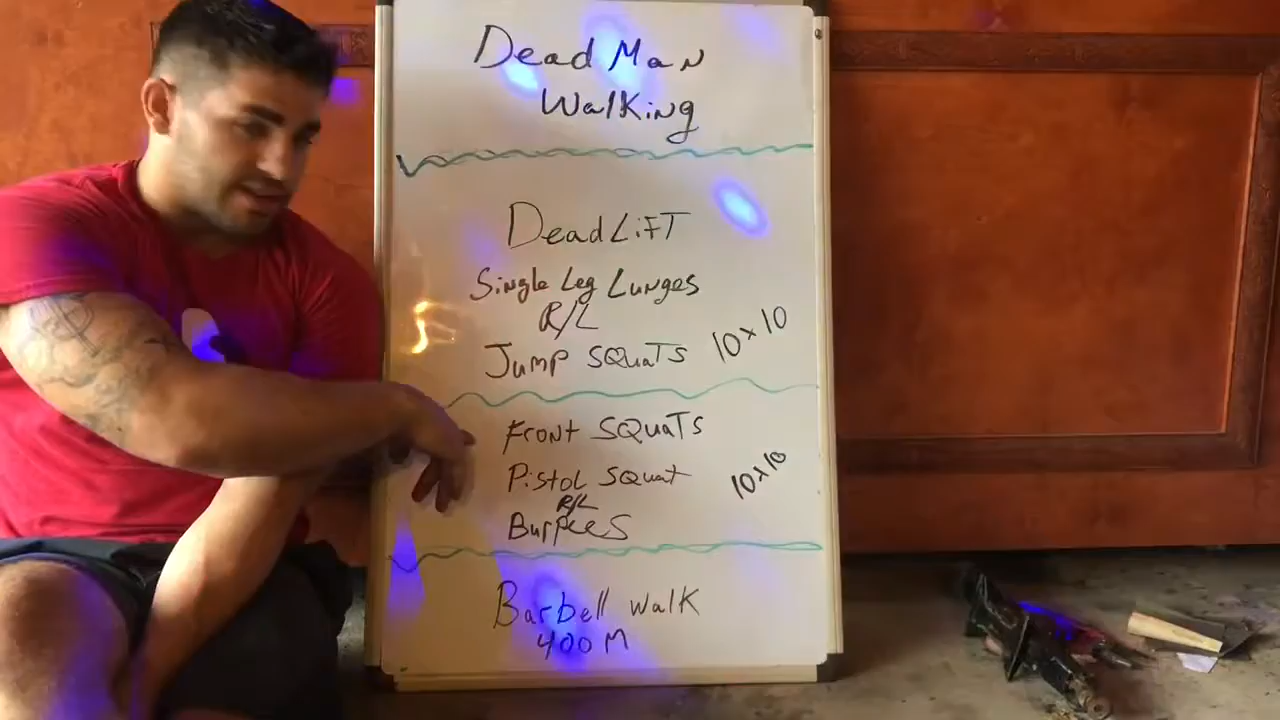 Dead Man
Walking
DeadLiFT
Single Leg Lunges
R/L
Jump SQuaTS 10x10
Front SQuaTS
Pistol Squat 10x10
R/L
BurpeeS
Barbell walk
400 M